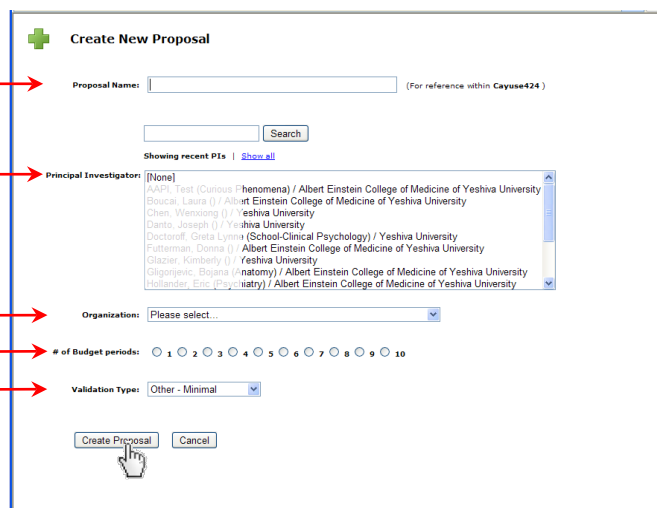 Create New Proposal
Proposal Name: (For reference within Cayuse424 )
Search
Showing recent PIs | Show all
Principal Investigator: [None]
AAPI, Test (Curious Phenomena) / Albert Einstein College of Medicine of Yeshiva University
Boucai, Laura () / Albert Einstein College of Medicine of Yeshiva University
Chen, Wenxiong () / Yeshiva University
Danto, Joseph () / Yeshiva University
Doctoroff, Greta Lynne (School-Clinical Psychology) / Yeshiva University
Futterman, Donna () / Albert Einstein College of Medicine of Yeshiva University
Glazier, Kimberly () / Yeshiva University
Gligorijevic, Bojana (Anatomy) / Albert Einstein College of Medicine of Yeshiva University
Hollander, Eric (Psychiatry) / Albert Einstein College of Medicine of Yeshiva University
Organization: Please select...
# of Budget periods: 1 2 3 4 5 6 7 8 9 10
Validation Type: Other - Minimal
Create Proposal Cancel